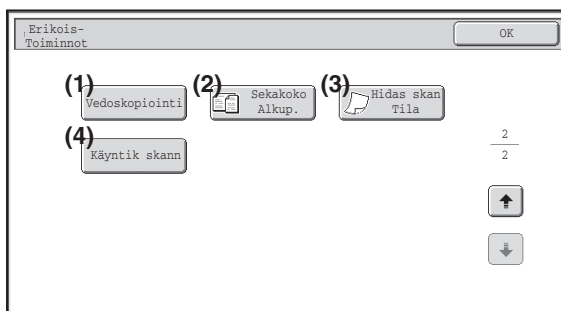 Erikois-
Toiminnot
OK
(1)
Vedoskopiointi
(2)
Sekakoko
Alkup.
(3)
Hidas skan
Tila
(4)
Käyntik skann
2
2